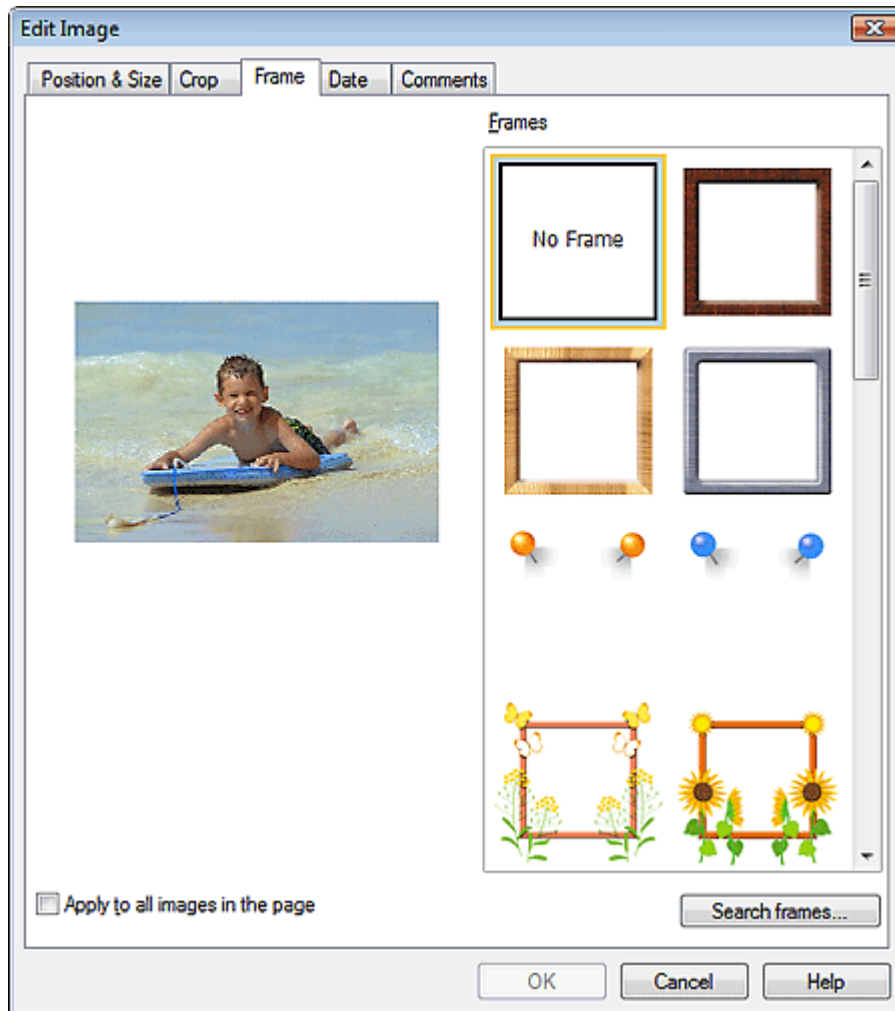 Edit Image
Position & Size Crop Frame Date Comments
Frames
No Frame
Apply to all images in the page
Search frames...
OK Cancel Help